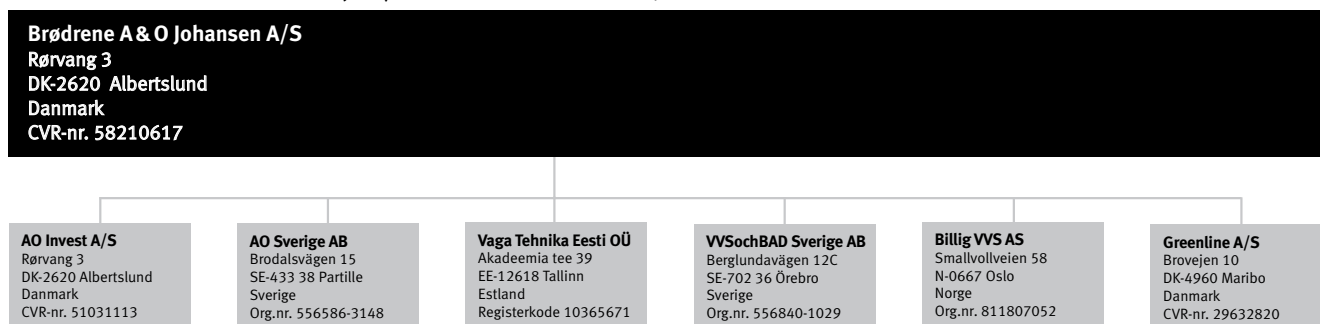 Brødrene A & O Johansen A/S
Rørvang 3
DK-2620 Albertslund
Danmark
CVR-nr. 58210617
AO Invest A/S
Rørvang 3
DK-2620 Albertslund
Danmark
CVR-nr. 51031113
AO Sverige AB
Brodalsvägen 15
SE-433 38 Partille
Sverige
Org.nr. 556586-3148
Vaga Tehnika Eesti OÜ
Akadeemia tee 39
EE-12618 Tallinn
Estland
Registerkode 10365671
VVSochBAD Sverige AB
Berglundavägen 12C
SE-702 36 Örebro
Sverige
Org.nr. 556840-1029
Billig VVS AS
Smallvollveien 58
N-0667 Oslo
Norge
Org.nr. 811807052
Greenline A/S
Brovejen 10
DK-4960 Maribo
Danmark
CVR-nr. 29632820